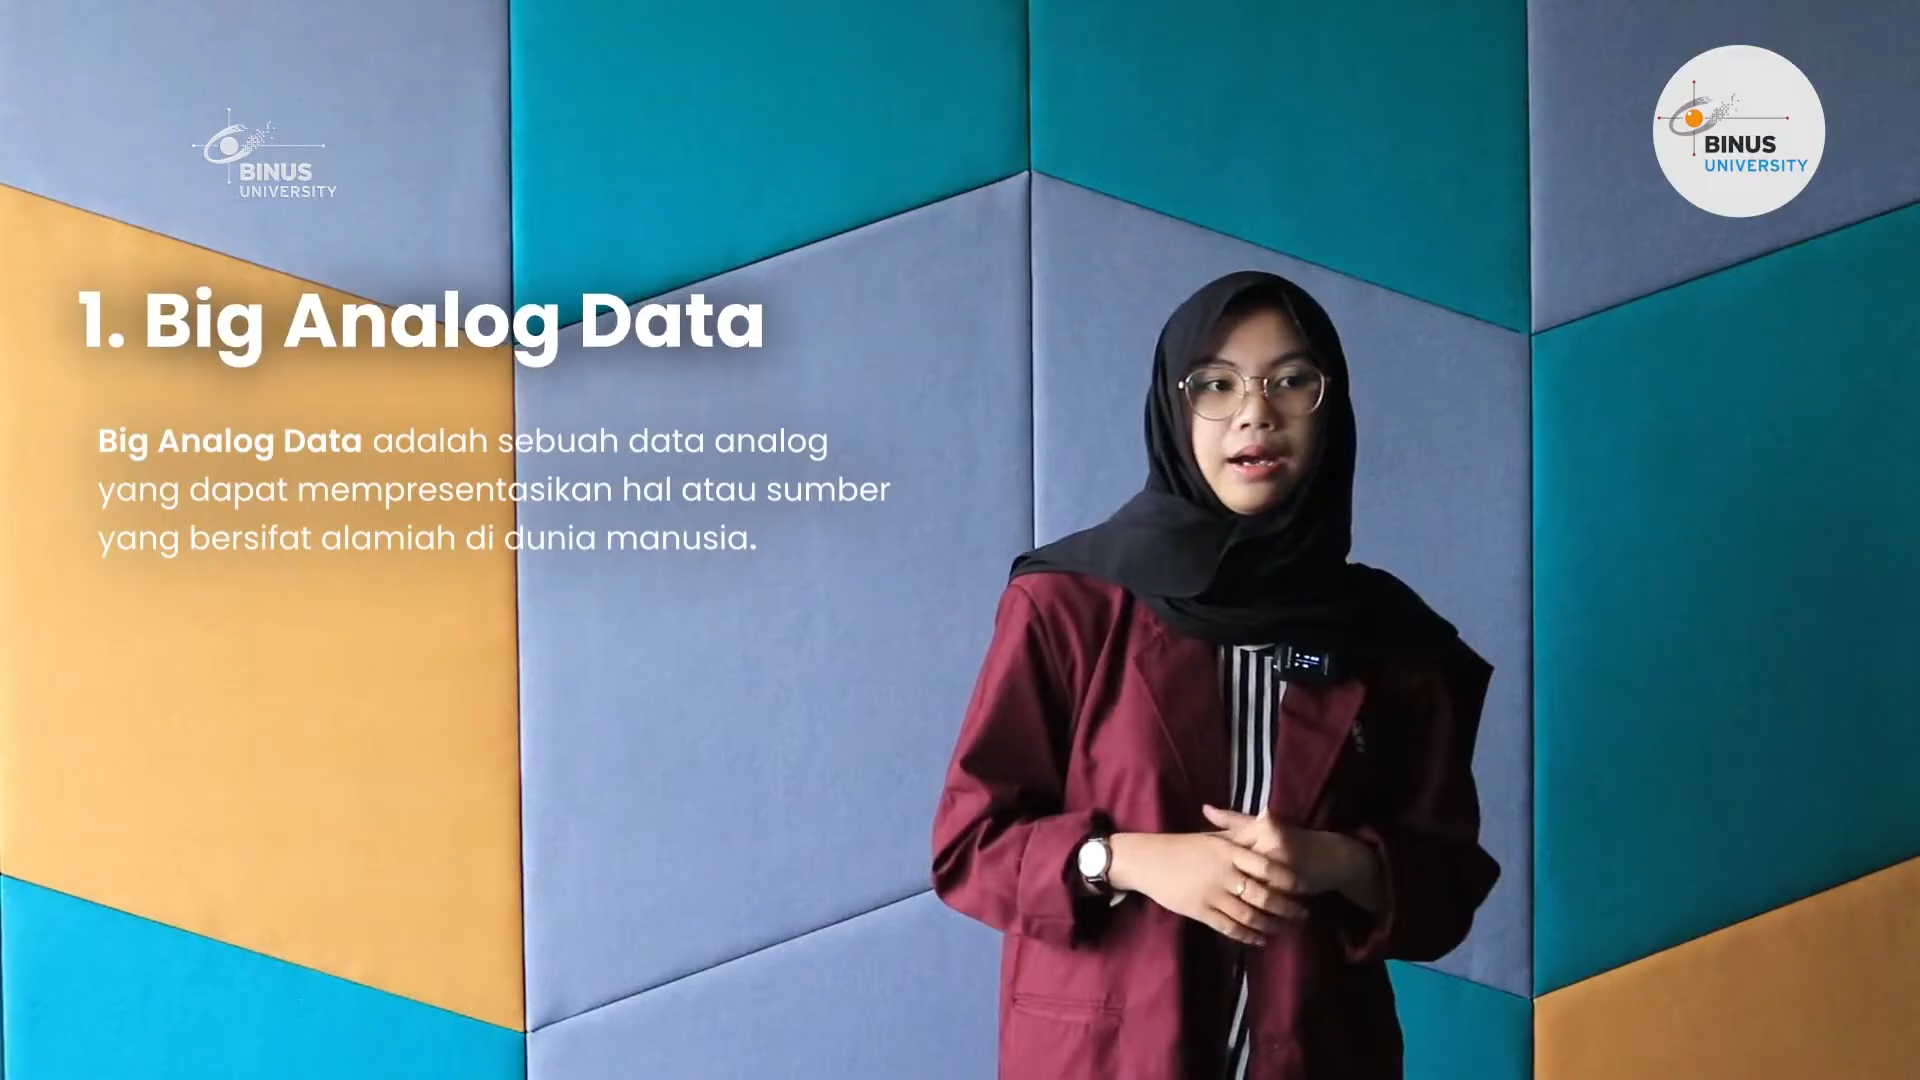 BINUS
UNIVERSITY
BINUS
UNIVERSITY
1. Big Analog Data
Big Analog Data adalah sebuah data analog
yang dapat mempresentasikan hal atau sumber
yang bersifat alamiah di dunia manusia.